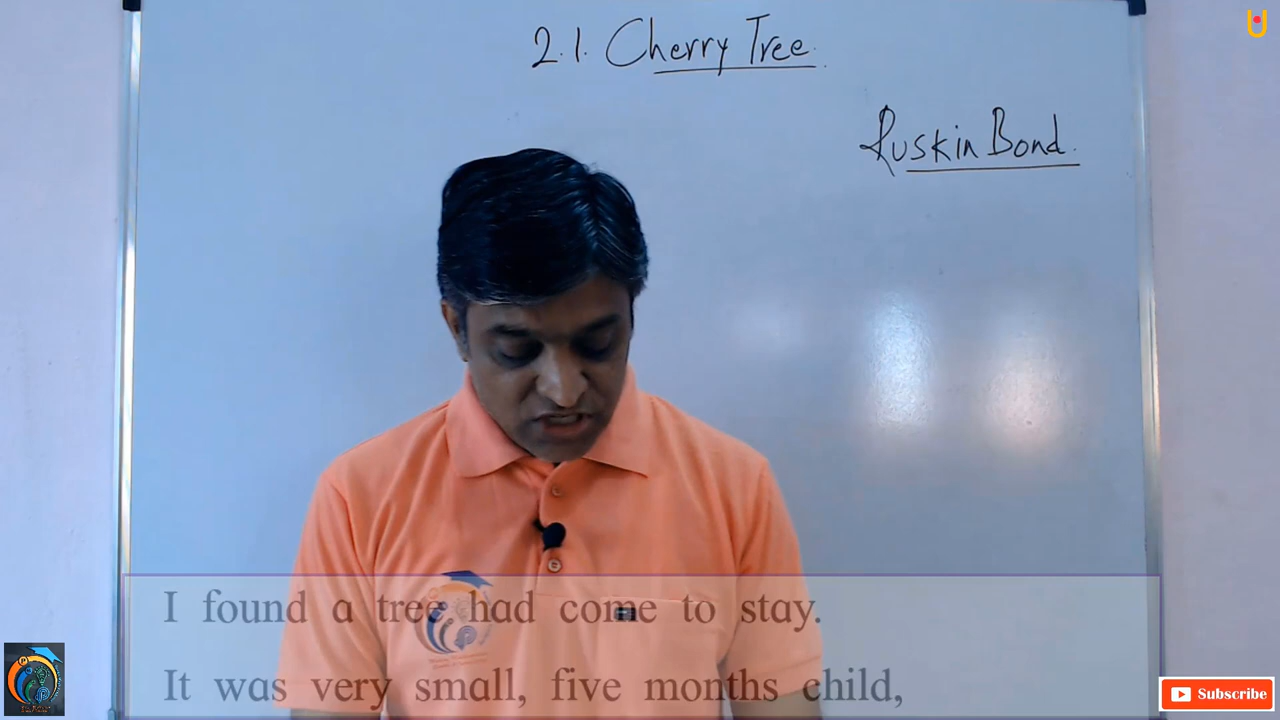 2.1. Cherry Tree.
Ruskin Bond.
I found a tree had come to stay.
It was very small, five months child,
Subscribe